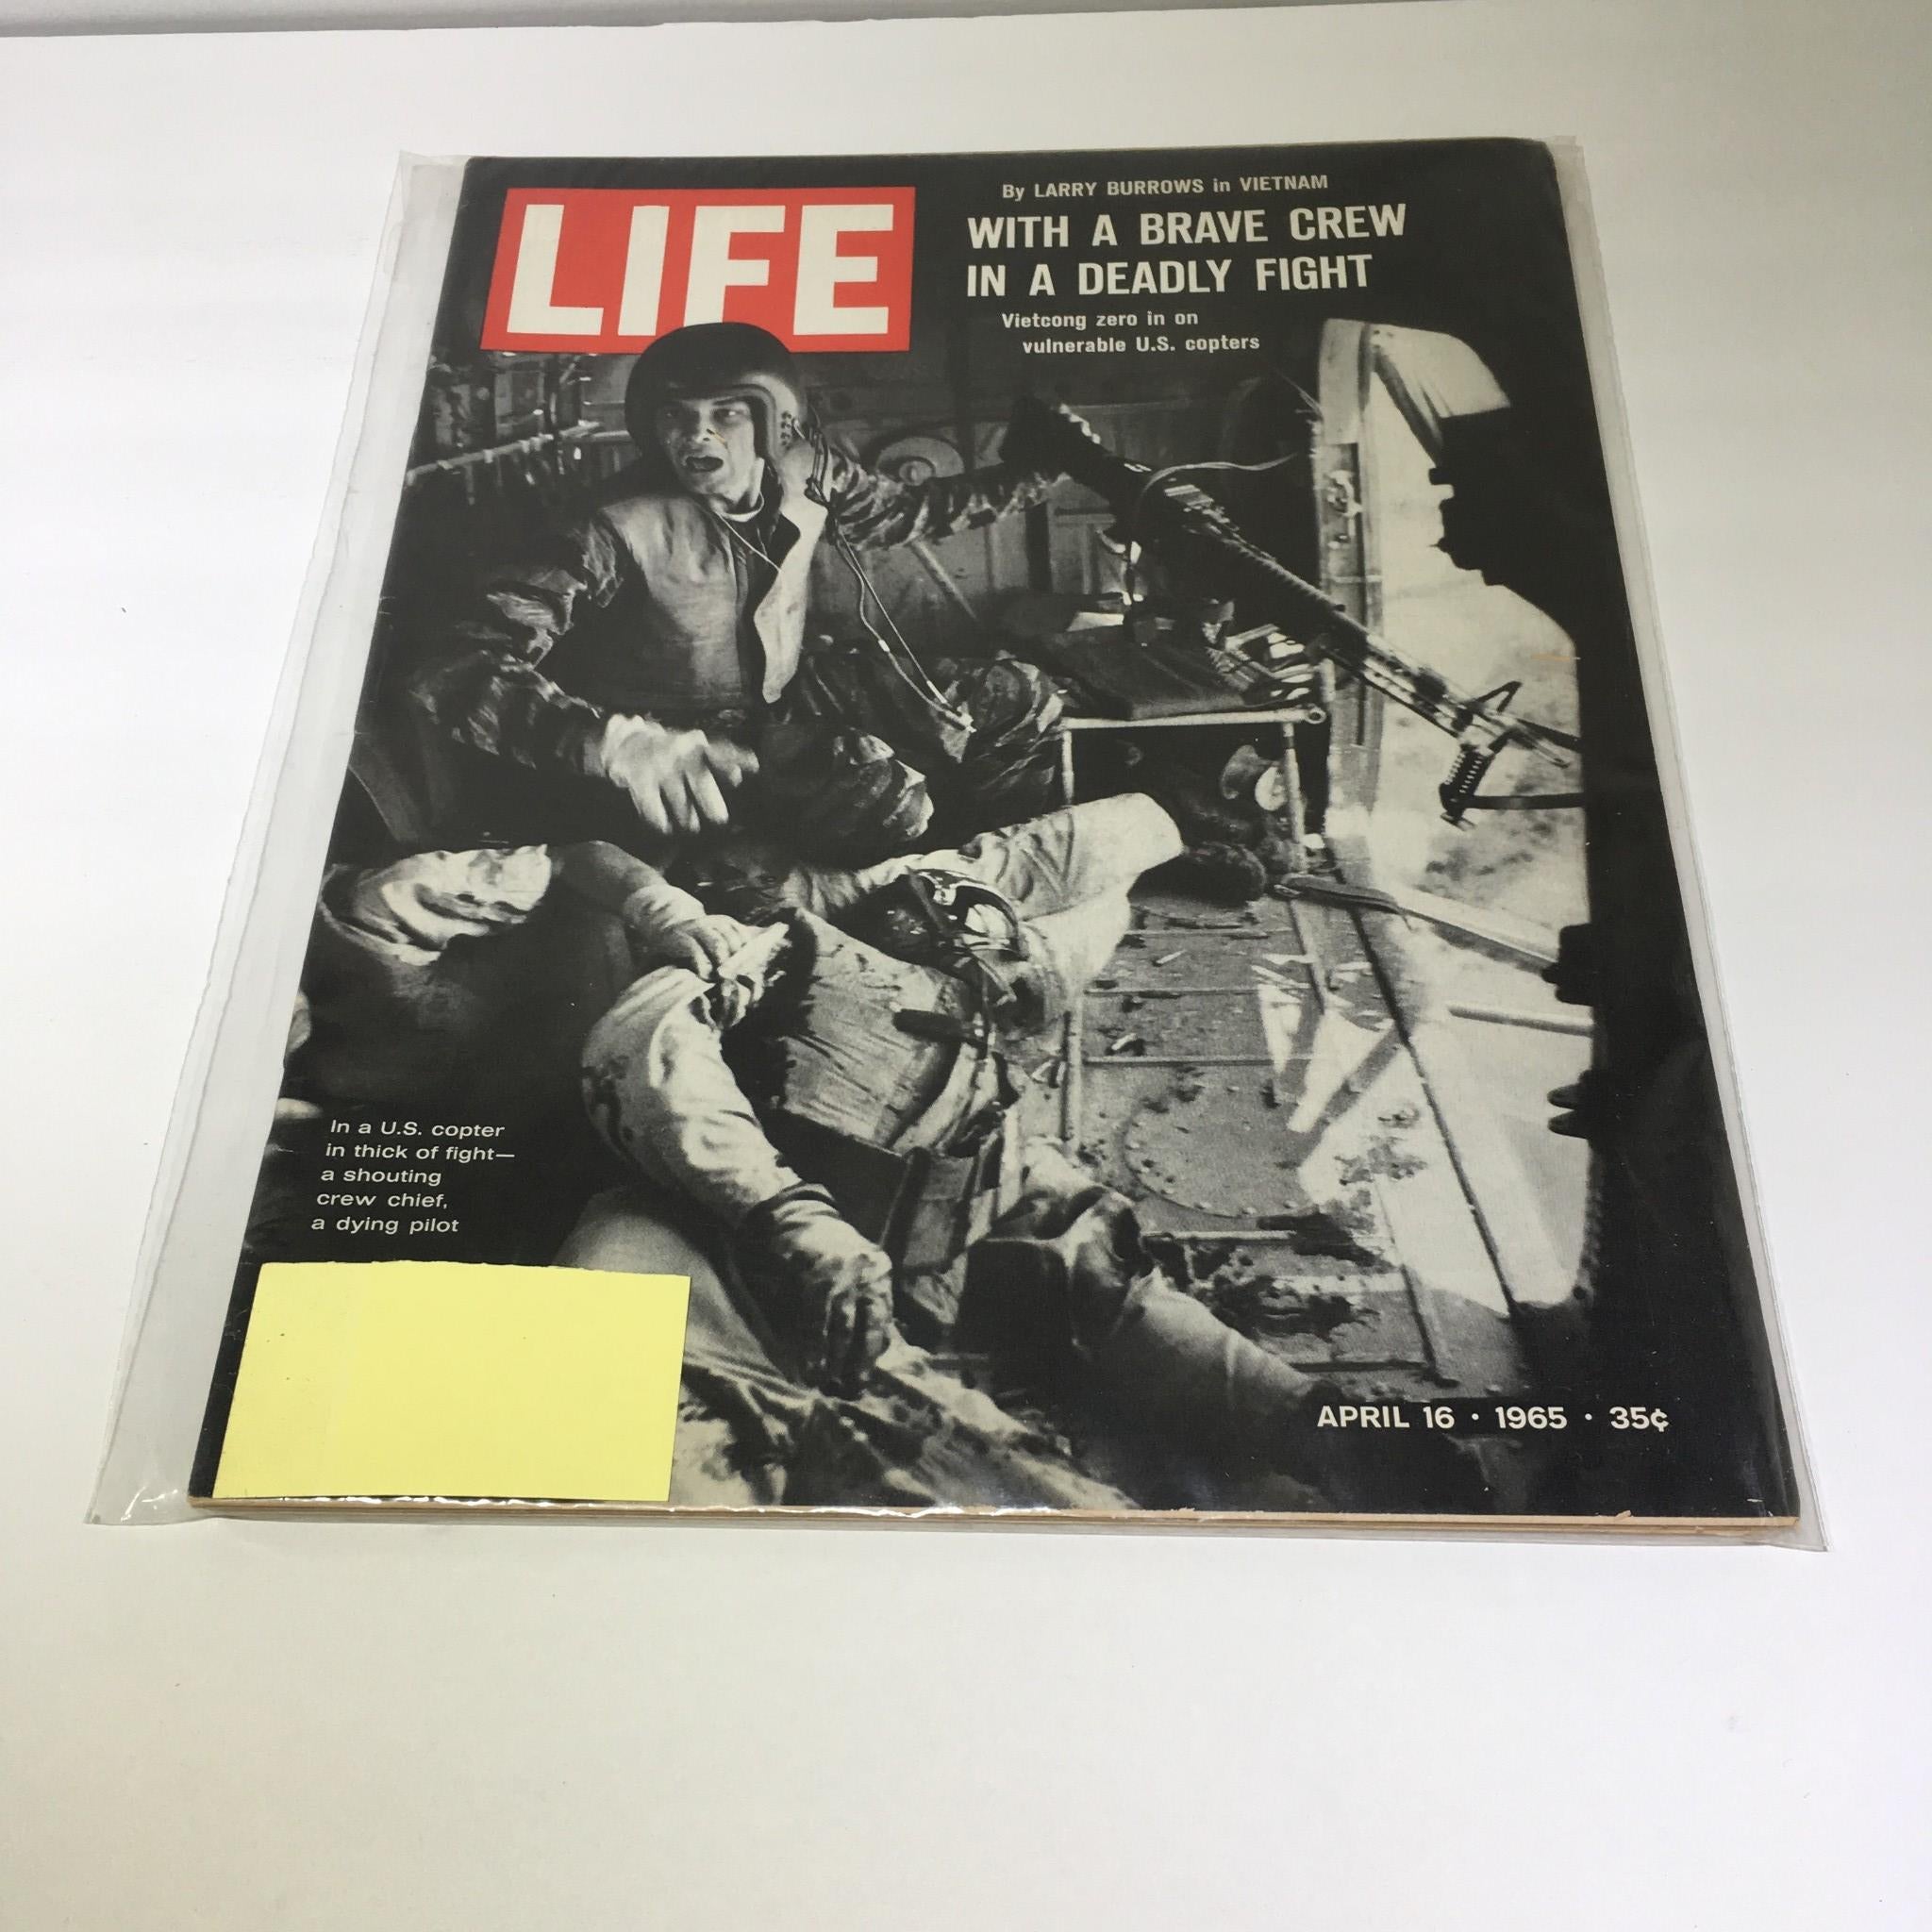 LIFE
By LARRY BURROWS in VIETNAM
WITH A BRAVE CREW
IN A DEADLY FIGHT
Vietcong zero in on
vulnerable U.S. copters
In a U.S. copter
in thick of fight—
a shouting
crew chief,
a dying pilot
APRIL 16 · 1965 · 35¢